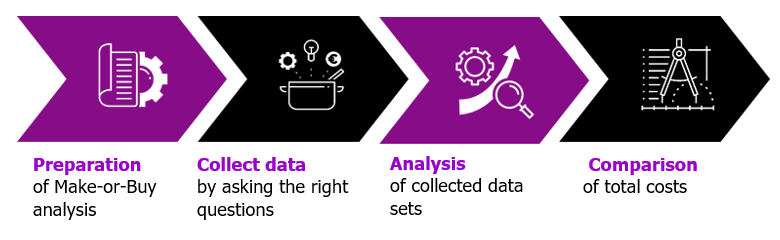 Preparation
of Make-or-Buy
analysis
Collect data
by asking the right
questions
Analysis
of collected data
sets
Comparison
of total costs